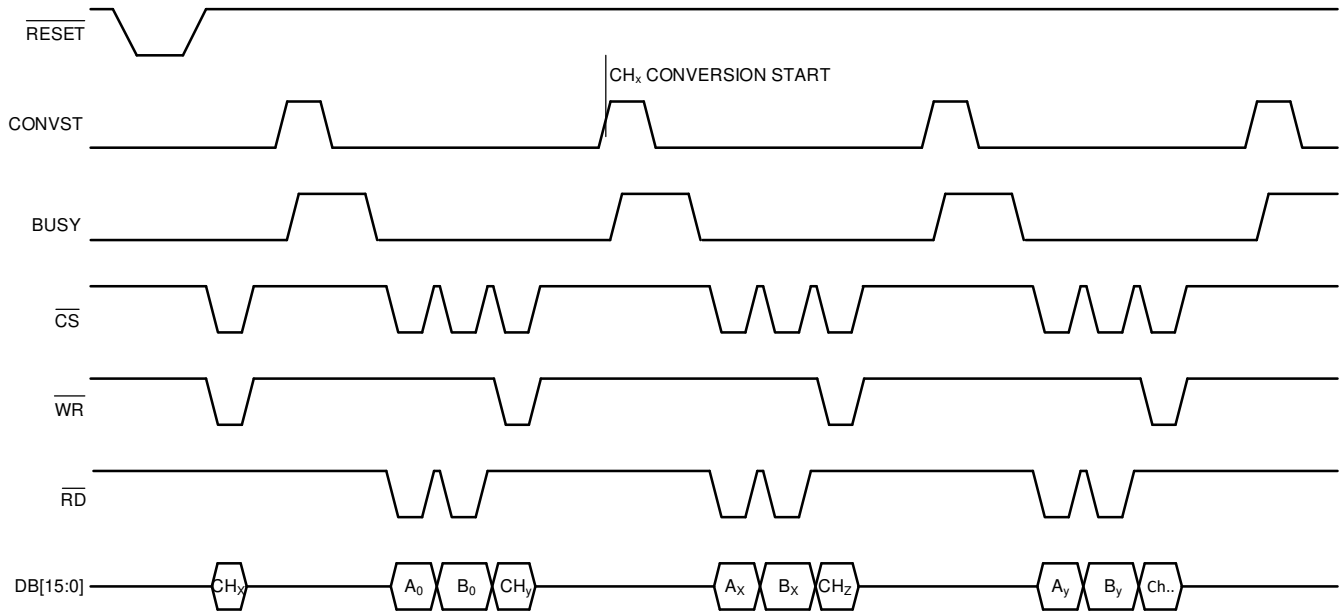 RESET
CHx CONVERSION START
CONVST
BUSY
CS
WR
RD
DB[15:0] CHX A0 B0 CHy AX BX CHZ Ay By Ch..